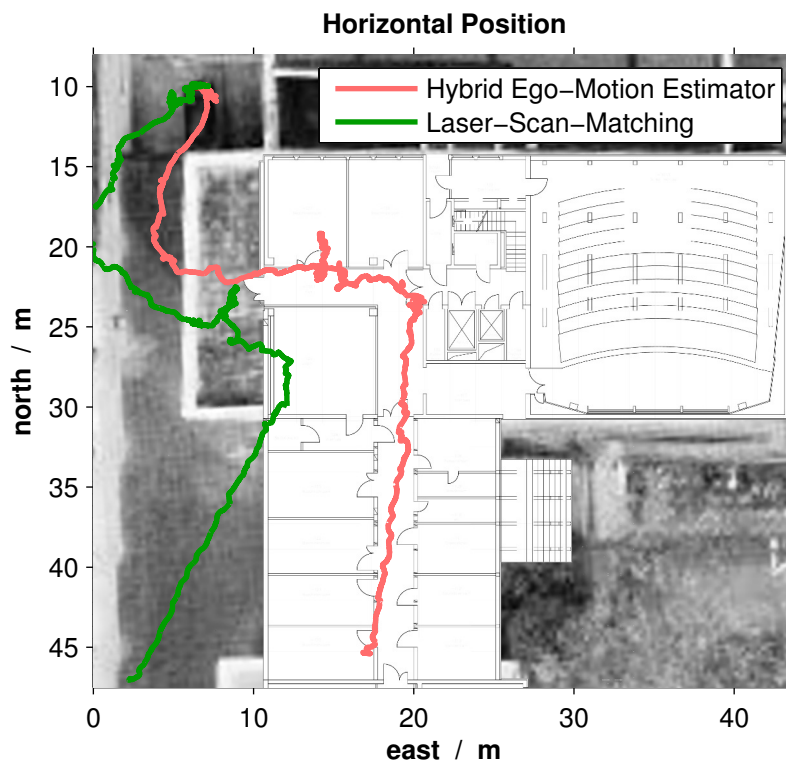 Horizontal Position
Hybrid Ego−Motion Estimator
Laser−Scan−Matching
north / m
10
15
20
25
30
35
40
45
0 10 20 30 40
east / m